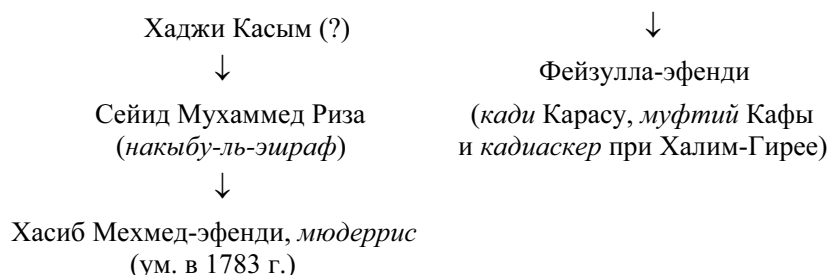 Хаджи Касым (?)
↓
↓
Фейзулла-эфенди
Сейид Мухаммед Риза
(кади Карасу, муфтий Кафы
(накыбу-ль-эшраф)
и кадиаскер при Халим-Гирее)
↓
Хасиб Мехмед-эфенди, мюдеррис
(ум. в 1783 г.)